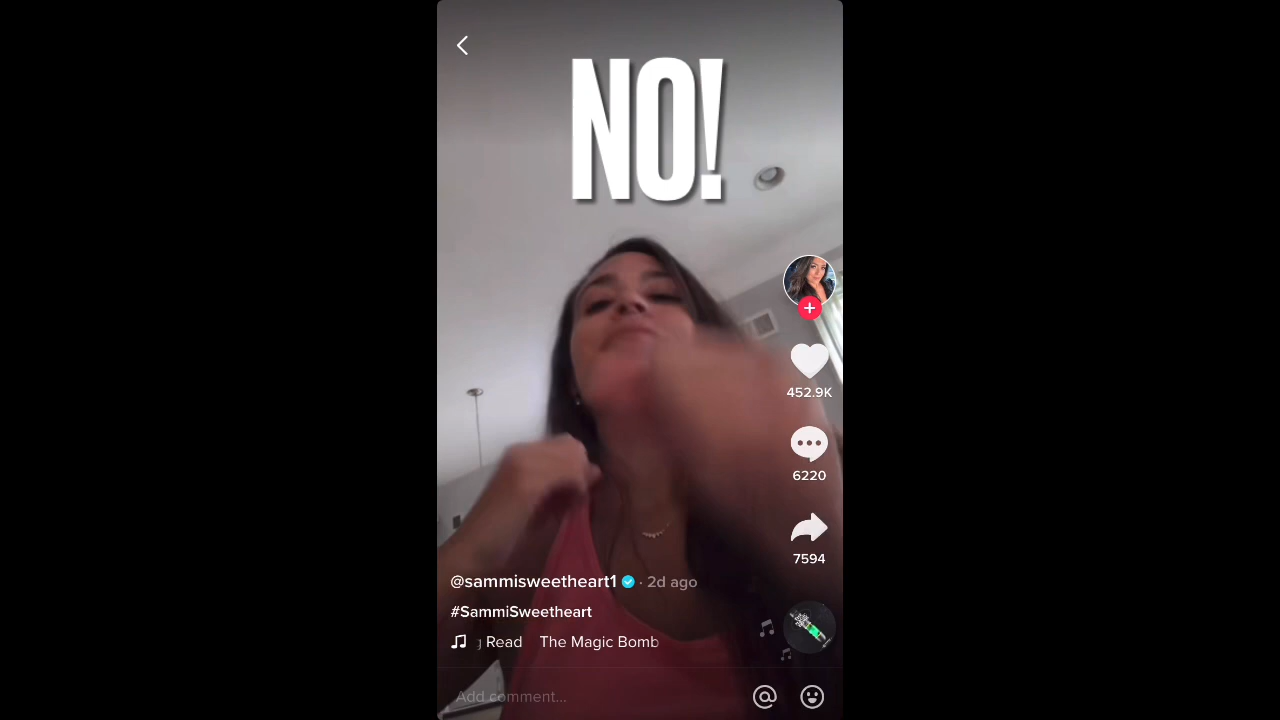 NO!
452.9K
6220
7594
@sammisweetheart1 · 2d ago
#SammiSweetheart
g Read The Magic Bomb
Add comment...